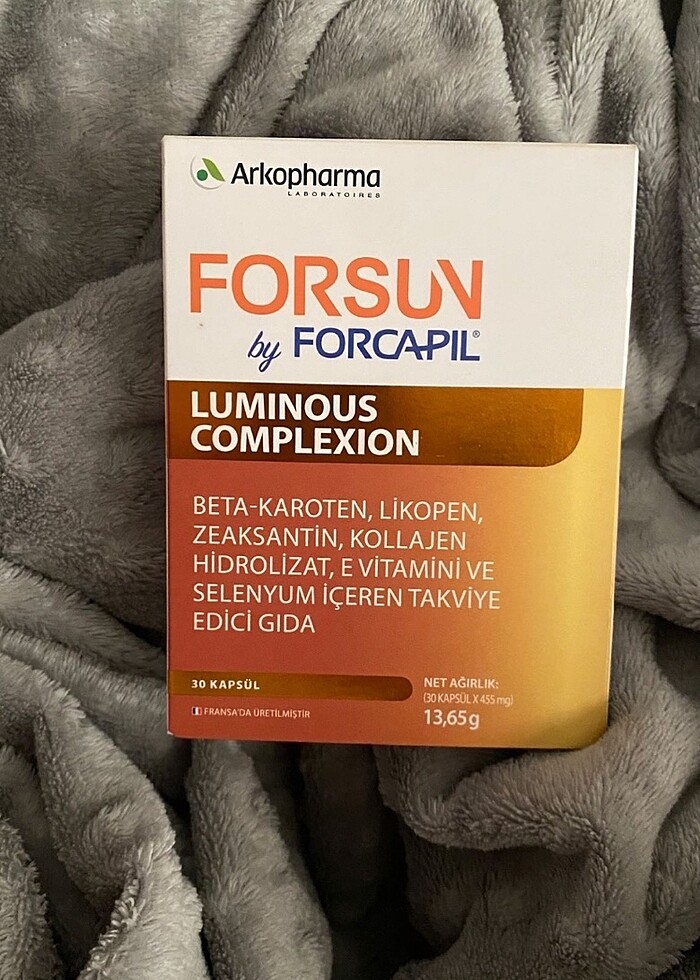 Arkopharma
LABORATOIRES
FORSUN
by FORCAPIL®
LUMINOUS
COMPLEXION
BETA-KAROTEN, LİKOPEN,
ZEAKSANTİN, KOLLAJEN
HİDROLİZAT, E VİTAMİNİ VE
SELENYUM İÇEREN TAKVİYE
EDİCİ GIDA
30 KAPSÜL
NET AĞIRLIK:
(30 KAPSÜL X 455 mg)
13,65g
FRANSA'DA ÜRETİLMİŞTİR